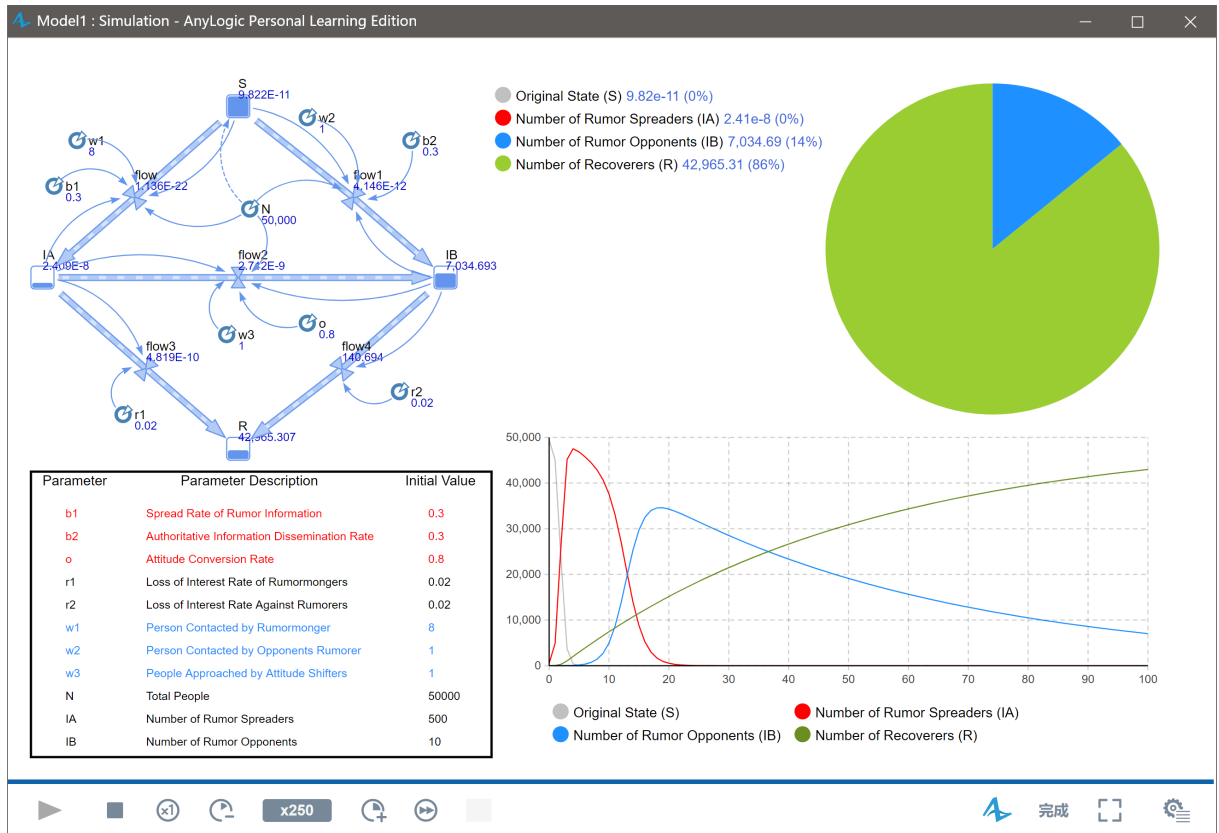 Model1 : Simulation - AnyLogic Personal Learning Edition
S
9.822E-11
w1
8
w2
1
b2
0.3
b1
0.3
flow
1.136E-22
flow1
4.146E-12
N
50,000
IA
2.409E-8
flow2
2.712E-9
IB
7,034.693
w3
1
o
0.8
flow3
4.819E-10
flow4
140.694
r1
0.02
r2
0.02
R
42,965.307
Original State (S) 9.82e-11 (0%)
Number of Rumor Spreaders (IA) 2.41e-8 (0%)
Number of Rumor Opponents (IB) 7,034.69 (14%)
Number of Recoverers (R) 42,965.31 (86%)
Parameter Parameter Description Initial Value
b1 Spread Rate of Rumor Information 0.3
b2 Authoritative Information Dissemination Rate 0.3
o Attitude Conversion Rate 0.8
r1 Loss of Interest Rate of Rumormongers 0.02
r2 Loss of Interest Rate Against Rumorers 0.02
w1 Person Contacted by Rumormonger 8
w2 Person Contacted by Opponents Rumorer 1
w3 People Approached by Attitude Shifters 1
N Total People 50000
IA Number of Rumor Spreaders 500
IB Number of Rumor Opponents 10
50,000
40,000
30,000
20,000
10,000
0
0 10 20 30 40 50 60 70 80 90 100
Original State (S) Number of Rumor Spreaders (IA)
Number of Rumor Opponents (IB) Number of Recoverers (R)
x1 x250 完成